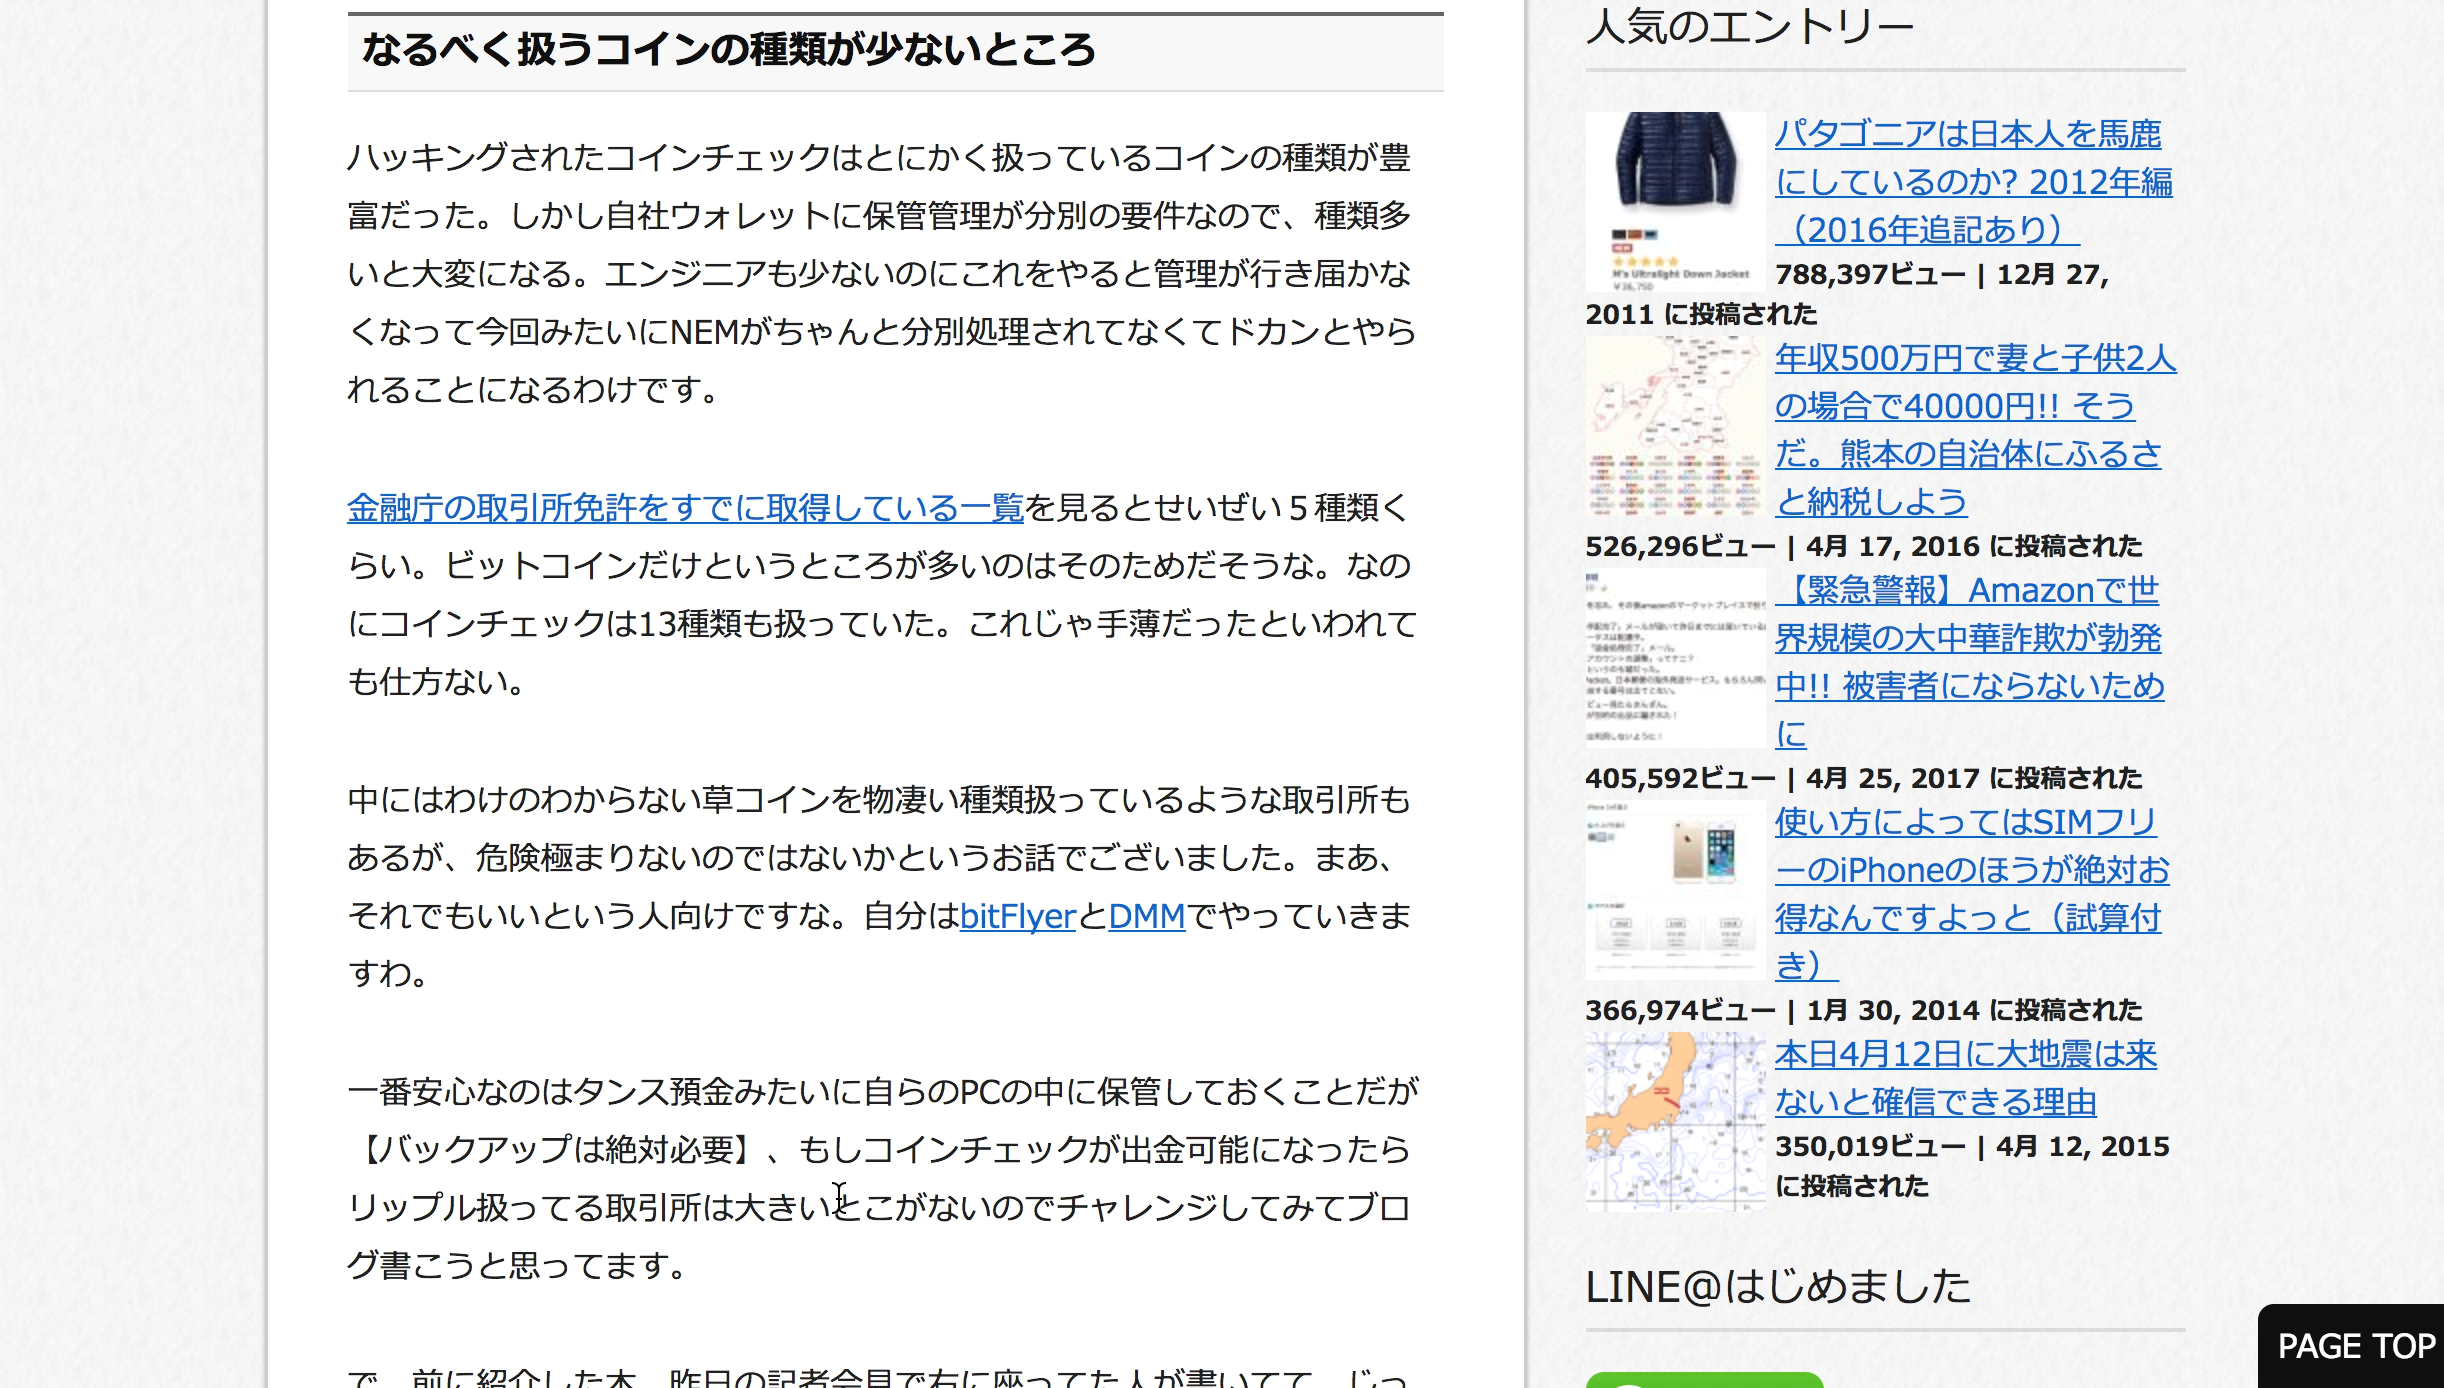 なるべく扱うコインの種類が少ないところ
ハッキングされたコインチェックはとにかく扱っているコインの種類が豊
富だった。しかし自社ウォレットに保管管理が分別の要件なので、種類多
いと大変になる。エンジニアも少ないのにこれをやると管理が行き届かな
くなって今回みたいにNEMがちゃんと分別処理されてなくてドカンとやら
れることになるわけです。
金融庁の取引所免許をすでに取得している一覧を見るとせいぜい５種類く
らい。ビットコインだけというところが多いのはそのためだそうな。なの
にコインチェックは13種類も扱っていた。これじゃ手薄だったといわれて
も仕方ない。
中にはわけのわからない草コインを物凄い種類扱っているような取引所も
あるが、危険極まりないのではないかというお話でございました。まあ、
それでもいいという人向けですな。自分はbitFlyerとDMMでやっていきま
すわ。
一番安心なのはタンス預金みたいに自らのPCの中に保管しておくことだが
【バックアップは絶対必要】、もしコインチェックが出金可能になったら
リップル扱ってる取引所は大きいとこがないのでチャレンジしてみてブロ
グ書こうと思ってます。
で、前に紹介した本、昨日の記者会見で右に座ってた人が書いてて、じっ
人気のエントリー
パタゴニアは日本人を馬鹿
にしているのか? 2012年編
（2016年追記あり）
788,397ビュー | 12月 27,
2011 に投稿された
M's Ultralight Down Jacket
年収500万円で妻と子供2人
の場合で40000円!! そう
だ。熊本の自治体にふるさ
と納税しよう
526,296ビュー | 4月 17, 2016 に投稿された
【緊急警報】Amazonで世
界規模の大中華詐欺が勃発
中!! 被害者にならないため
に
405,592ビュー | 4月 25, 2017 に投稿された
使い方によってはSIMフリ
ーのiPhoneのほうが絶対お
得なんですよっと（試算付
き）
366,974ビュー | 1月 30, 2014 に投稿された
本日4月12日に大地震は来
ないと確信できる理由
350,019ビュー | 4月 12, 2015
に投稿された
LINE@はじめました
PAGE TOP